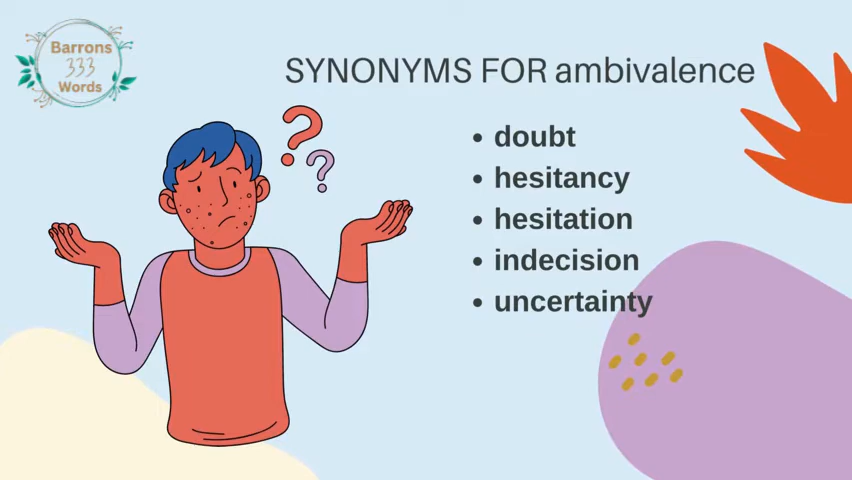 Barrons
333
Words
SYNONYMS FOR ambivalence
• doubt
• hesitancy
• hesitation
• indecision
• uncertainty
? ?